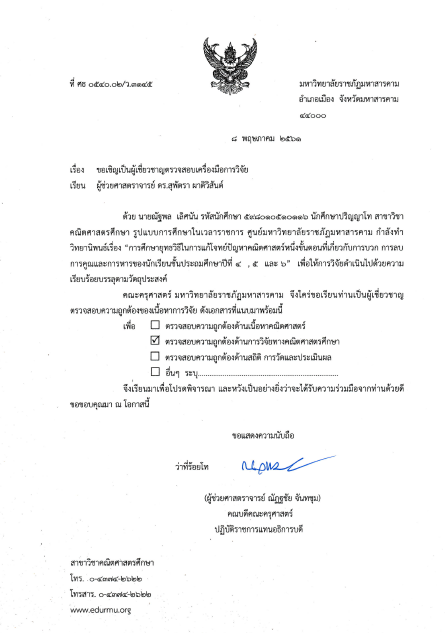 ที่ ศธ ๐๕๔๐.๐๒/ว.๓๑๔๕
มหาวิทยาลัยราชภัฏมหาสารคาม
อำเภอเมือง จังหวัดมหาสารคาม
๔๔๐๐๐
๘ พฤษภาคม ๒๕๖๑
เรื่อง ขอเชิญเป็นผู้เชี่ยวชาญตรวจสอบเครื่องมือการวิจัย
เรียน ผู้ช่วยศาสตราจารย์ ดร.สุพัตรา ผาติวิสันต์
ด้วย นายณัฐพล เลิศนัน รหัสนักศึกษา ๕๗๘๐๑๐๕๑๐๑๑๖ นักศึกษาปริญญาโท สาขาวิชา
คณิตศาสตรศึกษา รูปแบบการศึกษาในเวลาราชการ ศูนย์มหาวิทยาลัยราชภัฏมหาสารคาม กำลังทำ
วิทยานิพนธ์เรื่อง “การศึกษายุทธวิธีในการแก้โจทย์ปัญหาคณิตศาสตร์หนึ่งขั้นตอนที่เกี่ยวกับการบวก การลบ
การคูณและการหารของนักเรียนชั้นประถมศึกษาปีที่ ๔ , ๕ และ ๖” เพื่อให้การวิจัยดำเนินไปด้วยความ
เรียบร้อยบรรลุตามวัตถุประสงค์
คณะครุศาสตร์ มหาวิทยาลัยราชภัฏมหาสารคาม จึงใคร่ขอเรียนท่านเป็นผู้เชี่ยวชาญ
ตรวจสอบความถูกต้องของเนื้อหาการวิจัย ดังเอกสารที่แนบมาพร้อมนี้
เพื่อ ตรวจสอบความถูกต้องด้านเนื้อหาคณิตศาสตร์
ตรวจสอบความถูกต้องด้านการวิจัยทางคณิตศาสตรศึกษา
ตรวจสอบความถูกต้องด้านสถิติ การวัดและประเมินผล
อื่นๆ ระบุ............................................................
จึงเรียนมาเพื่อโปรดพิจารณา และหวังเป็นอย่างยิ่งว่าจะได้รับความร่วมมือจากท่านด้วยดี
ขอขอบคุณมา ณ โอกาสนี้
ขอแสดงความนับถือ
ว่าที่ร้อยโท
(ผู้ช่วยศาสตราจารย์ ณัฏฐชัย จันทชุม)
คณบดีคณะครุศาสตร์
ปฏิบัติราชการแทนอธิการบดี
สาขาวิชาคณิตศาสตรศึกษา
โทร. ๐-๔๓๗๔-๒๖๒๒
โทรสาร. ๐-๔๓๗๔-๒๖๒๒
www.edurmu.org